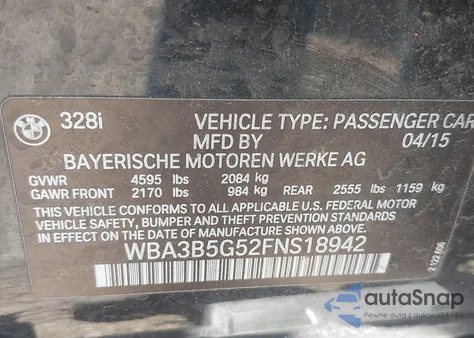 328i VEHICLE TYPE: PASSENGER CAR
MFD BY 04/15
BAYERISCHE MOTOREN WERKE AG
GVWR 4595 lbs 2084 kg
GAWR FRONT 2170 lbs 984 kg REAR 2555 lbs 1159 kg
THIS VEHICLE CONFORMS TO ALL APPLICABLE FEDERAL MOTOR
VEHICLE SAFETY, BUMPER AND THEFT PREVENTION STANDARDS
IN EFFECT ON THE DATE OF MANUFACTURE SHOWN ABOVE.
WBA3B5G52FNS18942
autoSnap